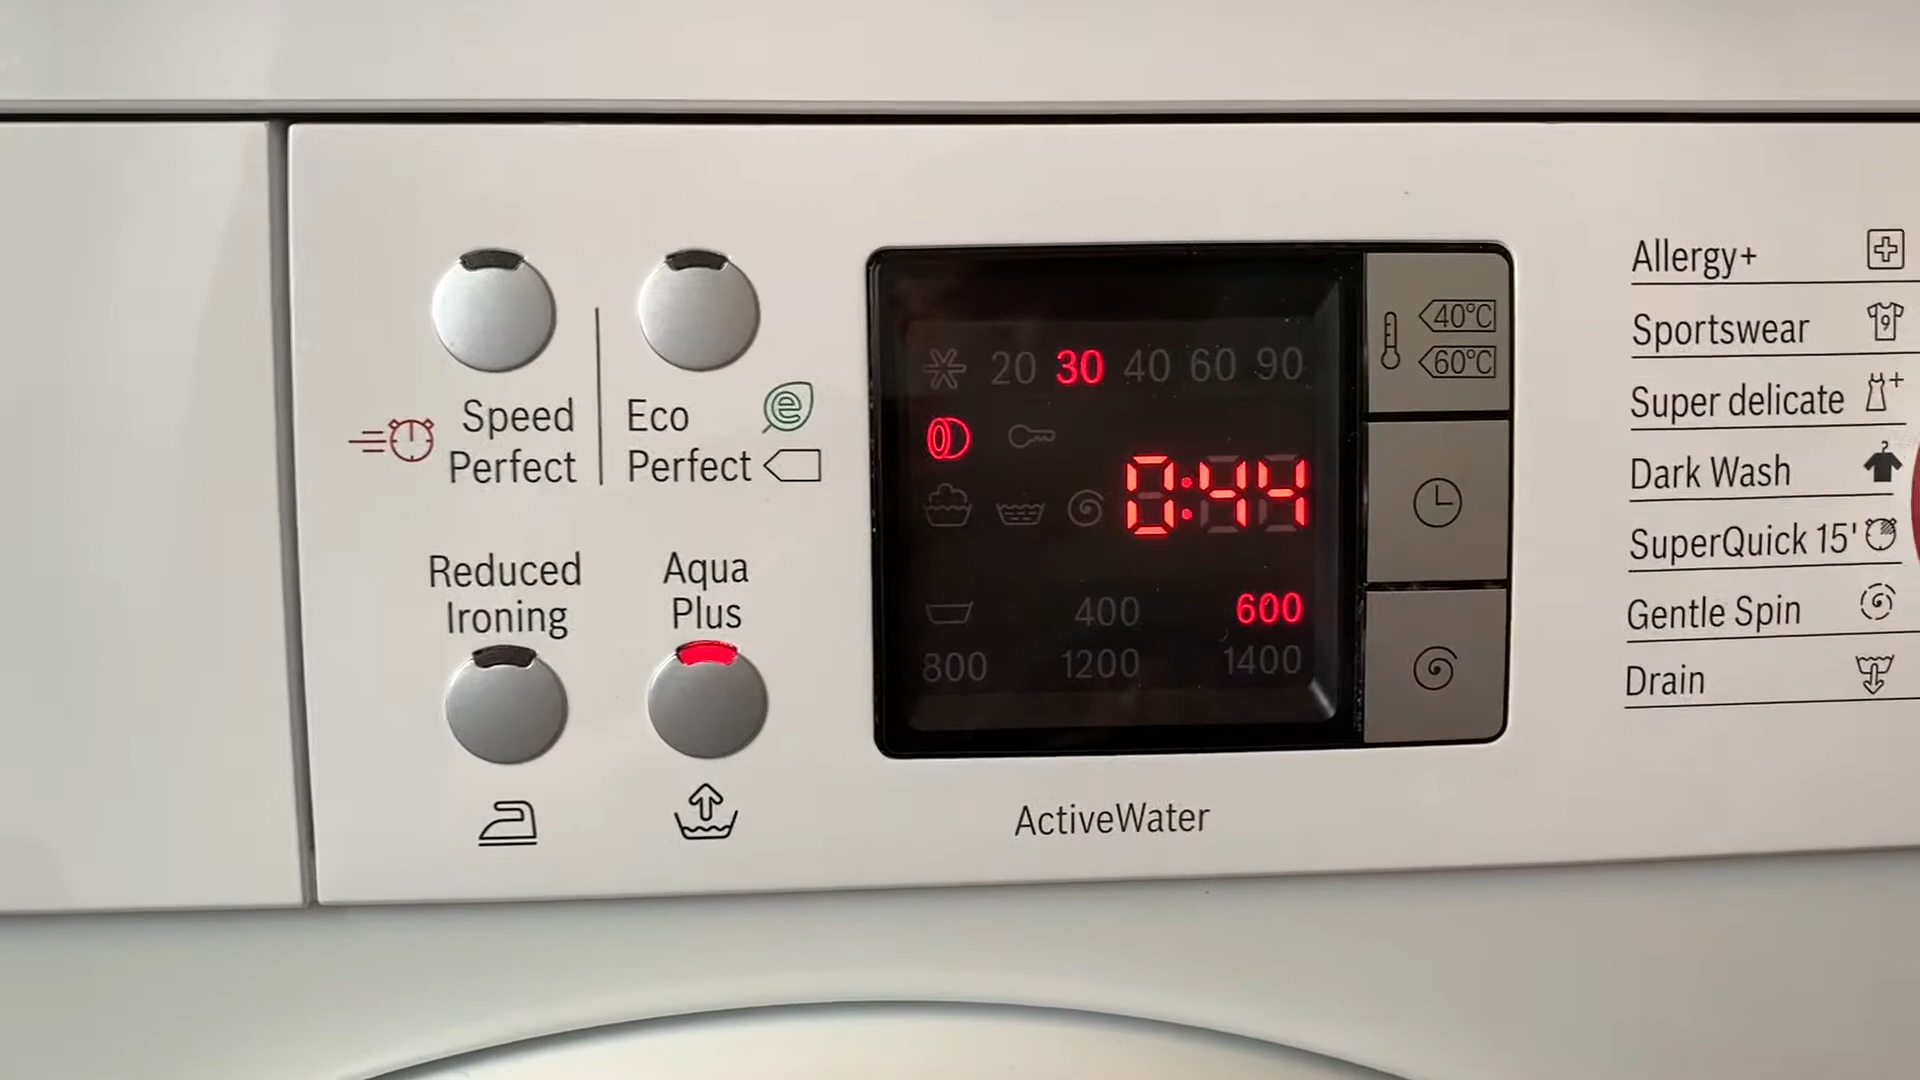 Speed
Perfect
Eco
Perfect
e
Reduced
Ironing
Aqua
Plus
20 30 40 60 90
0:44
400 600
800 1200 1400
40°C
60°C
ActiveWater
Allergy+
Sportswear
9
Super delicate
+
Dark Wash
SuperQuick 15'
Gentle Spin
Drain